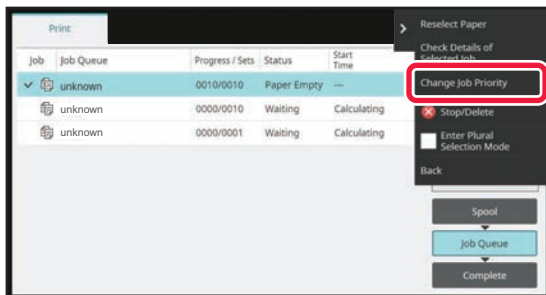 Print
Job Job Queue Progress / Sets Status Start Time
unknown 0010/0010 Paper Empty ---
unknown 0000/0010 Waiting Calculating
unknown 0000/0001 Waiting Calculating
Reselect Paper
Check Details of
Selected Job
Change Job Priority
Stop/Delete
Enter Plural
Selection Mode
Back
Spool
Job Queue
Complete